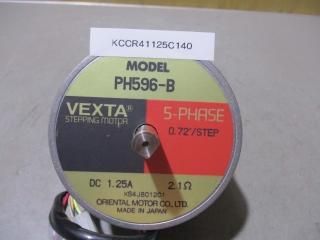 KCCR41125C140
MODEL
PH596-B
VEXTA®
STEPPING MOTOR
5-PHASE
0.72°/STEP
DC 1.25A 2.1Ω
KS4J801201
ORIENTAL MOTOR CO., LTD.
MADE IN JAPAN